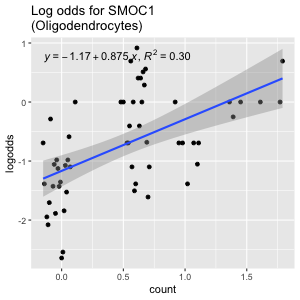 Log odds for SMOC1
(Oligodendrocytes)
y = −1.17 + 0.875 x, R² = 0.30
1
0
-1
-2
logodds
0.0 0.5 1.0 1.5
count